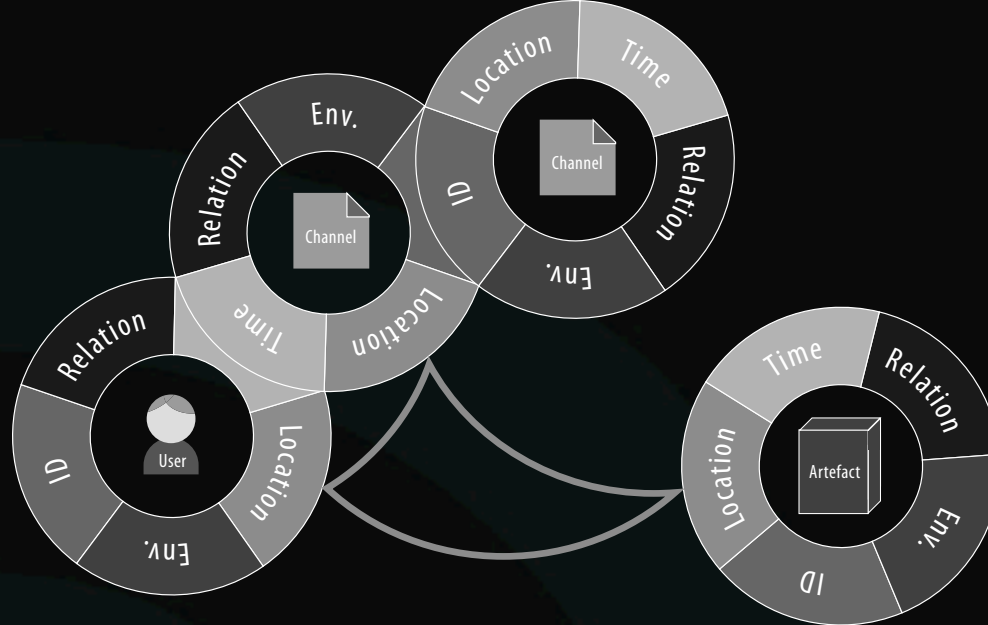 Location
Time
Relation
Env.
ID
Channel
Env.
Relation
Time
Location
Channel
Relation
Location
Env.
ID
User
Time
Relation
Env.
ID
Location
Artefact